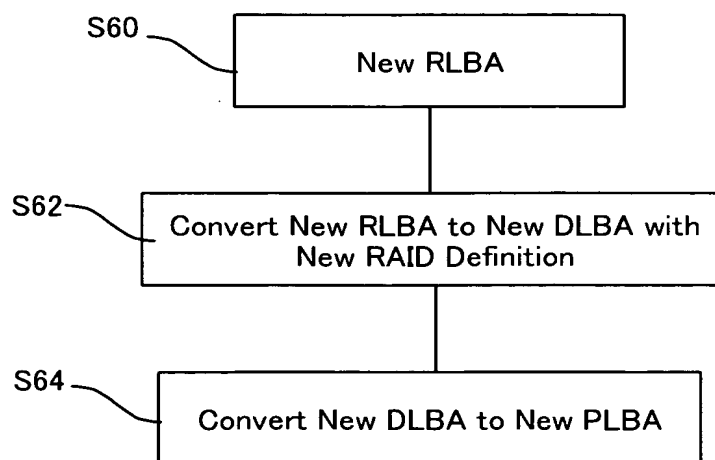 S60
New RLBA
S62
Convert New RLBA to New DLBA with
New RAID Definition
S64
Convert New DLBA to New PLBA